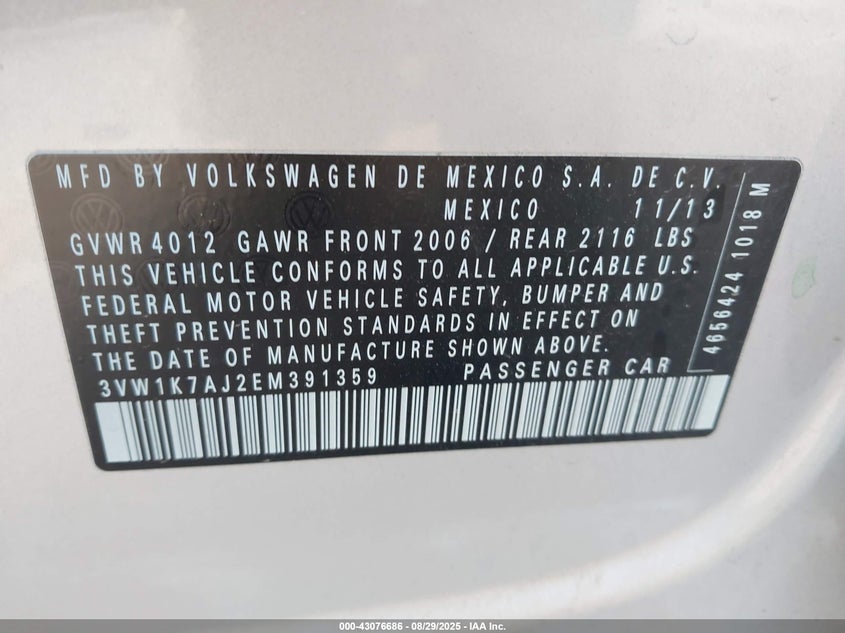 MFD BY VOLKSWAGEN DE MEXICO S.A. DE C.V.
MEXICO 11/13
GVWR 4012 GAWR FRONT 2006 / REAR 2116 LBS
THIS VEHICLE CONFORMS TO ALL APPLICABLE U.S.
FEDERAL MOTOR VEHICLE SAFETY, BUMPER AND
THEFT PREVENTION STANDARDS IN EFFECT ON
THE DATE OF MANUFACTURE SHOWN ABOVE.
3VW1K7AJ2EM391359 PASSENGER CAR
4656424 1018 M
000-43076686 - 08/29/2025 - IAA Inc.